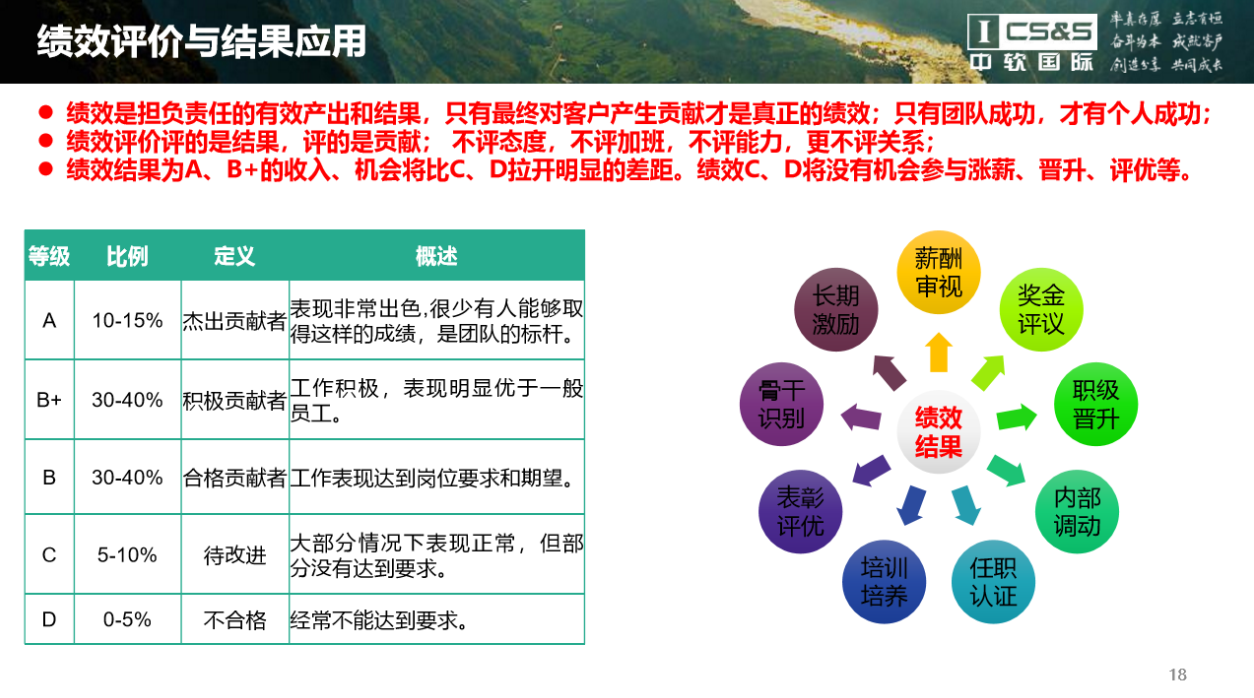 绩效评价与结果应用
I CS&S
中软国际
率真存厚 立志有恒
奋斗为本 成就客户
创造分享 共同成长
● 绩效是担负责任的有效产出和结果，只有最终对客户产生贡献才是真正的绩效；只有团队成功，才有个人成功；
● 绩效评价评的是结果，评的是贡献； 不评态度，不评加班，不评能力，更不评关系；
● 绩效结果为A、B+的收入、机会将比C、D拉开明显的差距。绩效C、D将没有机会参与涨薪、晋升、评优等。
等级 比例 定义 概述
A 10-15% 杰出贡献者 表现非常出色,很少有人能够取
得这样的成绩，是团队的标杆。
B+ 30-40% 积极贡献者 工作积极，表现明显优于一般
员工。
B 30-40% 合格贡献者 工作表现达到岗位要求和期望。
C 5-10% 待改进 大部分情况下表现正常，但部
分没有达到要求。
D 0-5% 不合格 经常不能达到要求。
绩效
结果
薪酬
审视
奖金
评议
职级
晋升
内部
调动
任职
认证
培训
培养
表彰
评优
骨干
识别
长期
激励
18